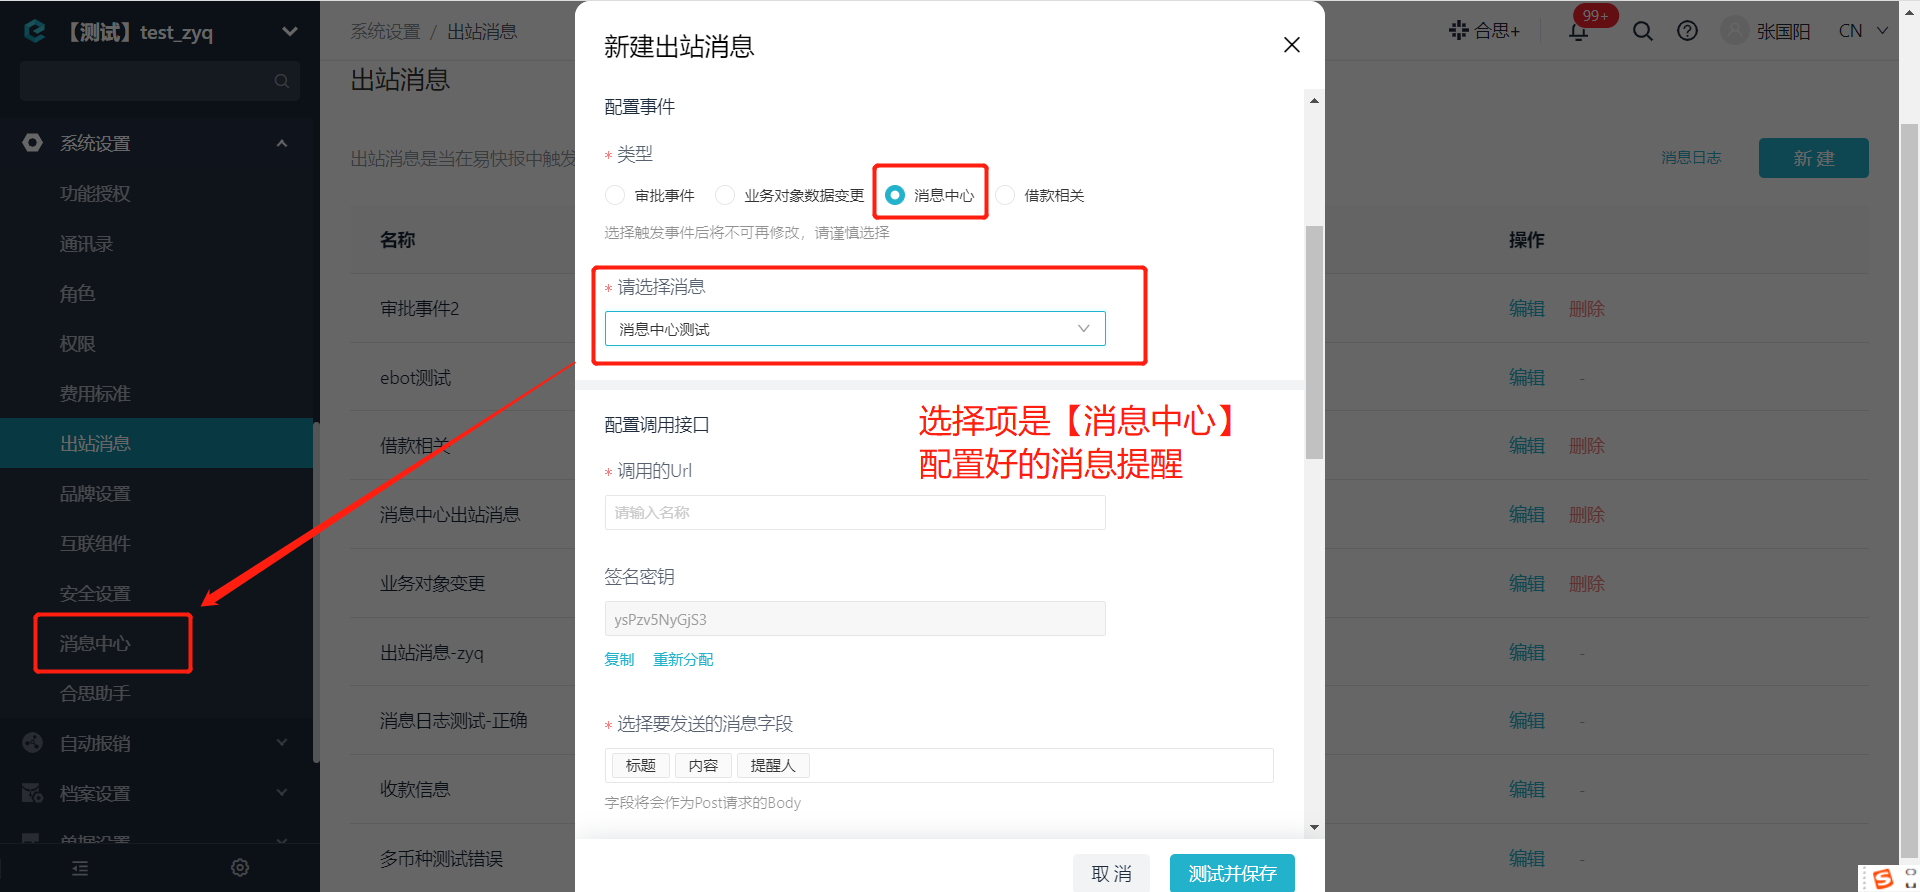 【测试】test_zyq
系统设置
功能授权
通讯录
角色
权限
费用标准
出站消息
品牌设置
互联组件
安全设置
消息中心
合思助手
自动报销
档案设置
单据设置
系统设置 / 出站消息
合思+
99+
张国阳
CN
出站消息
出站消息是当在易快报中触发
消息日志
新 建
名称
操作
审批事件2
编辑 删除
ebot测试
编辑 -
借款相关
编辑 删除
消息中心出站消息
编辑 删除
业务对象变更
编辑 删除
出站消息-zyq
编辑 -
消息日志测试-正确
编辑 -
收款信息
编辑 -
多币种测试错误
编辑 -
新建出站消息
配置事件
* 类型
审批事件 业务对象数据变更 消息中心 借款相关
选择触发事件后将不可再修改，请谨慎选择
* 请选择消息
消息中心测试
选择项是【消息中心】
配置好的消息提醒
配置调用接口
* 调用的Url
请输入名称
签名密钥
ysPzv5NyGjS3
复制 重新分配
* 选择要发送的消息字段
标题 内容 提醒人
字段将会作为Post请求的Body
取 消
测试并保存